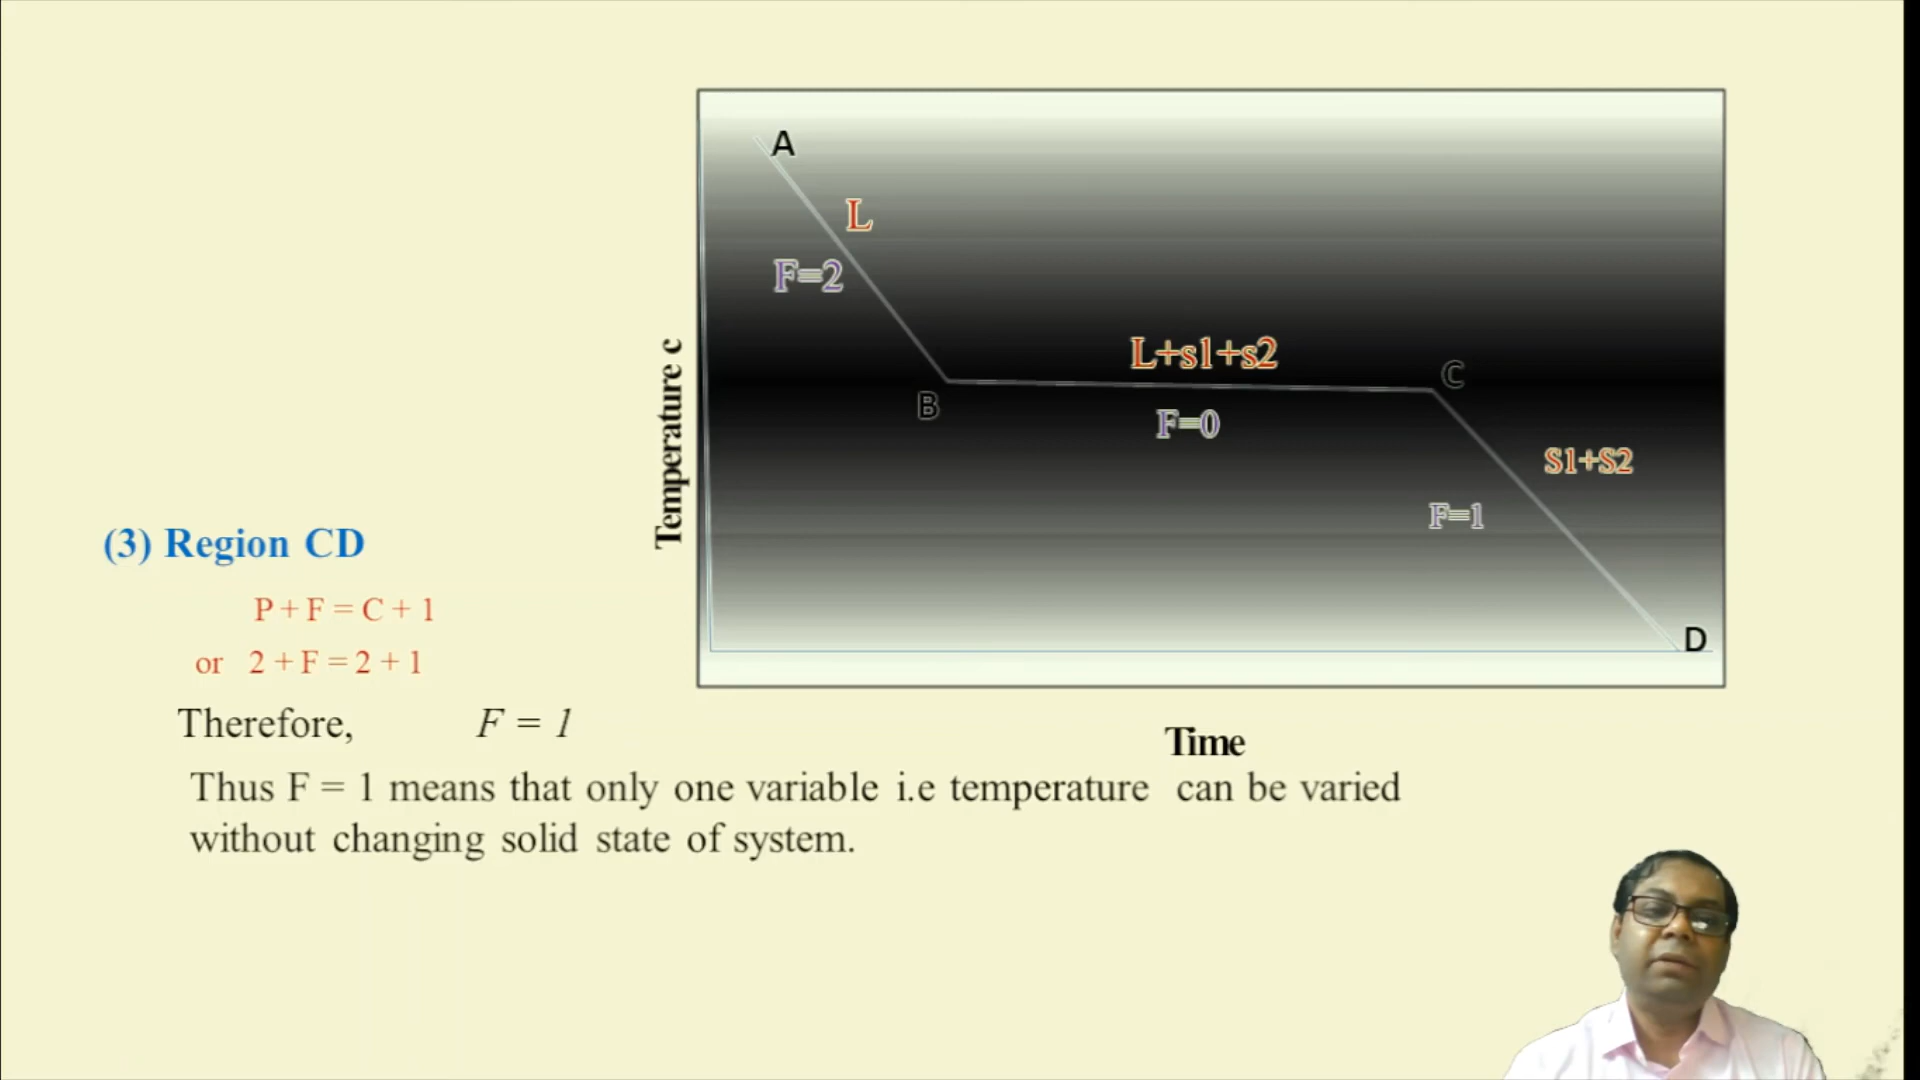 A
L
F=2
L+s1+s2
C
B
F=0
Temperature c
S1+S2
F=1
D
Time
(3) Region CD
P + F = C + 1
or 2 + F = 2 + 1
Therefore, F = 1
Thus F = 1 means that only one variable i.e temperature can be varied
without changing solid state of system.